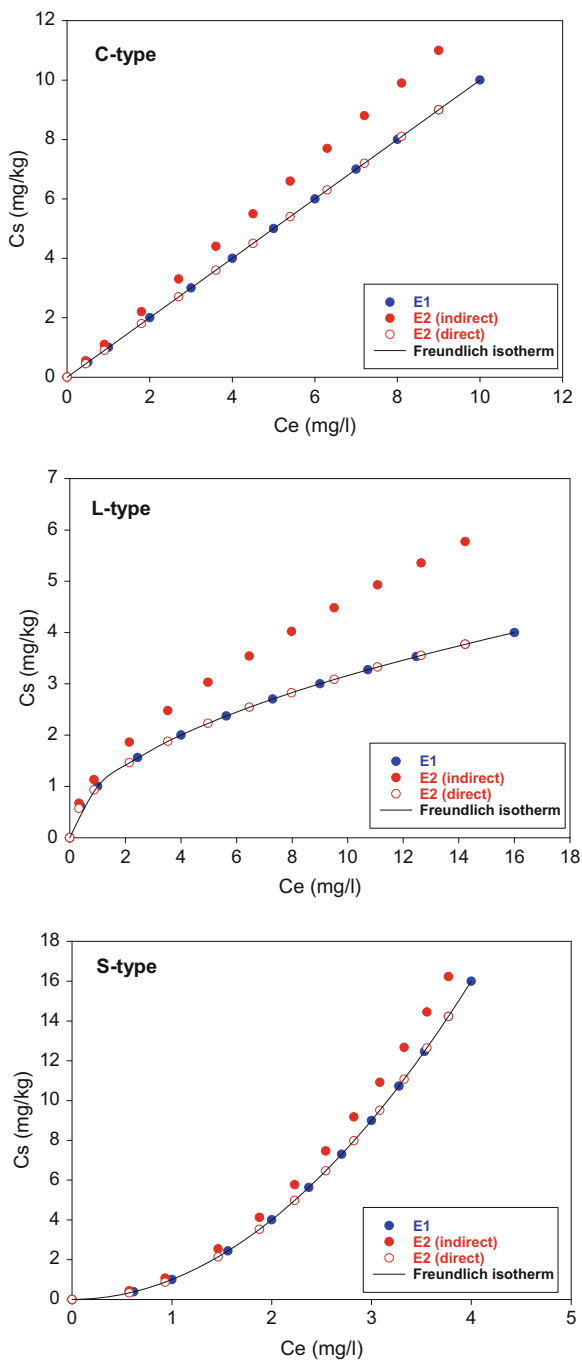 12
C-type
10
8
Cs (mg/kg)
6
4
E1
E2 (indirect)
2
E2 (direct)
Freundlich isotherm
0
0 2 4 6 8 10 12
Ce (mg/l)
7
L-type
6
5
Cs (mg/kg)
4
3
2
E1
E2 (indirect)
1
E2 (direct)
Freundlich isotherm
0
0 2 4 6 8 10 12 14 16 18
Ce (mg/l)
18
S-type
16
14
12
Cs (mg/kg)
10
8
6
4
E1
E2 (indirect)
2
E2 (direct)
Freundlich isotherm
0
0 1 2 3 4 5
Ce (mg/l)